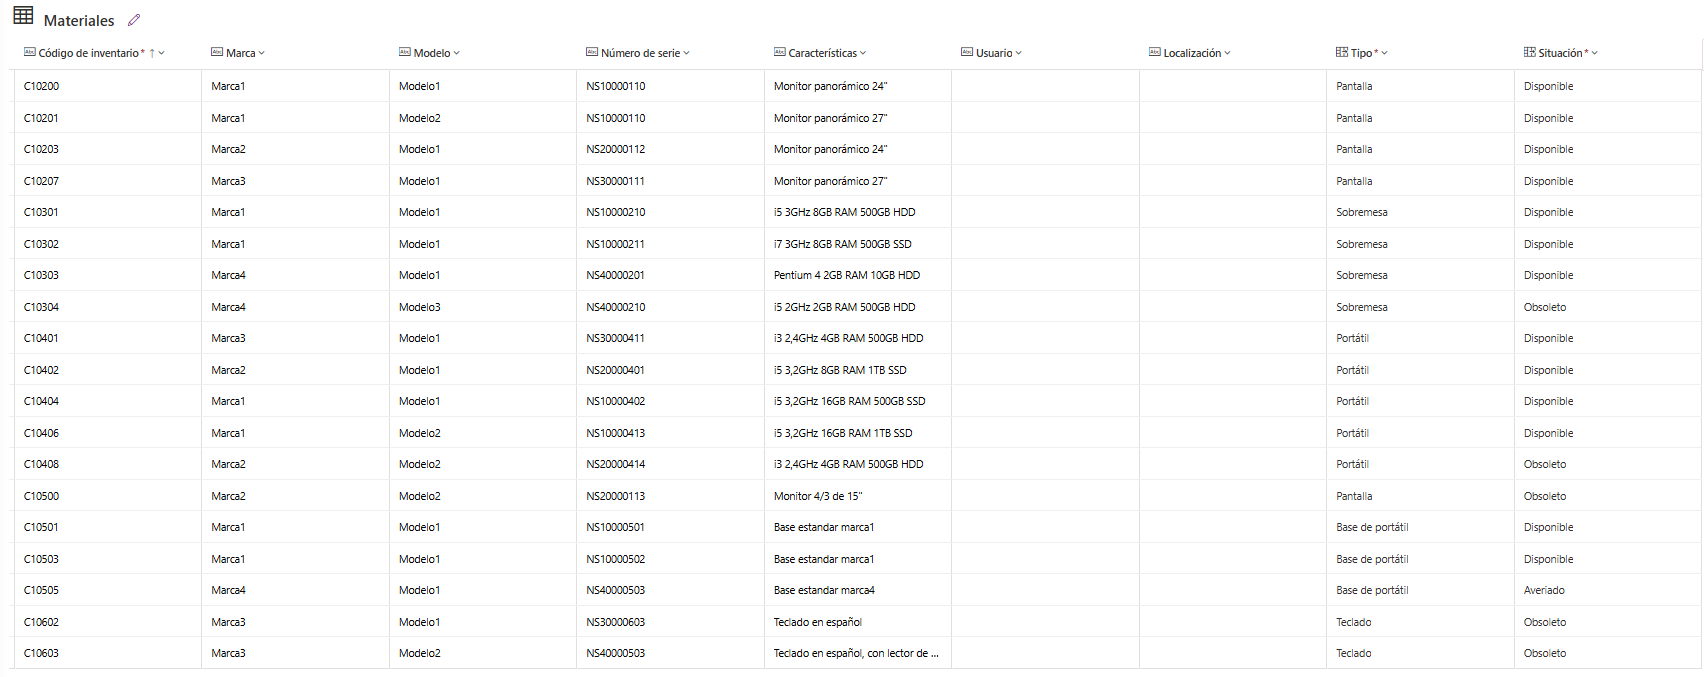 Materiales
Código de inventario* Marca Modelo Número de serie Características Usuario Localización Tipo* Situación*
C10200 Marca1 Modelo1 NS10000110 Monitor panorámico 24" Pantalla Disponible
C10201 Marca1 Modelo2 NS10000110 Monitor panorámico 27" Pantalla Disponible
C10203 Marca2 Modelo1 NS20000112 Monitor panorámico 24" Pantalla Disponible
C10207 Marca3 Modelo1 NS30000111 Monitor panorámico 27" Pantalla Disponible
C10301 Marca1 Modelo1 NS10000210 i5 3GHz 8GB RAM 500GB HDD Sobremesa Disponible
C10302 Marca1 Modelo1 NS10000211 i7 3GHz 8GB RAM 500GB SSD Sobremesa Disponible
C10303 Marca4 Modelo1 NS40000201 Pentium 4 2GB RAM 10GB HDD Sobremesa Disponible
C10304 Marca4 Modelo3 NS40000210 i5 2GHz 2GB RAM 500GB HDD Sobremesa Obsoleto
C10401 Marca3 Modelo1 NS30000411 i3 2,4GHz 4GB RAM 500GB HDD Portátil Disponible
C10402 Marca2 Modelo1 NS20000401 i5 3,2GHz 8GB RAM 1TB SSD Portátil Disponible
C10404 Marca1 Modelo1 NS10000402 i5 3,2GHz 16GB RAM 500GB SSD Portátil Disponible
C10406 Marca1 Modelo2 NS10000413 i5 3,2GHz 16GB RAM 1TB SSD Portátil Disponible
C10408 Marca2 Modelo2 NS20000414 i3 2,4GHz 4GB RAM 500GB HDD Portátil Obsoleto
C10500 Marca2 Modelo2 NS20000113 Monitor 4/3 de 15" Pantalla Obsoleto
C10501 Marca1 Modelo1 NS10000501 Base estandar marca1 Base de portátil Disponible
C10503 Marca1 Modelo1 NS10000502 Base estandar marca1 Base de portátil Disponible
C10505 Marca4 Modelo1 NS40000503 Base estandar marca4 Base de portátil Averiado
C10602 Marca3 Modelo1 NS30000603 Teclado en español Teclado Obsoleto
C10603 Marca3 Modelo2 NS40000503 Teclado en español, con lector de ... Teclado Obsoleto